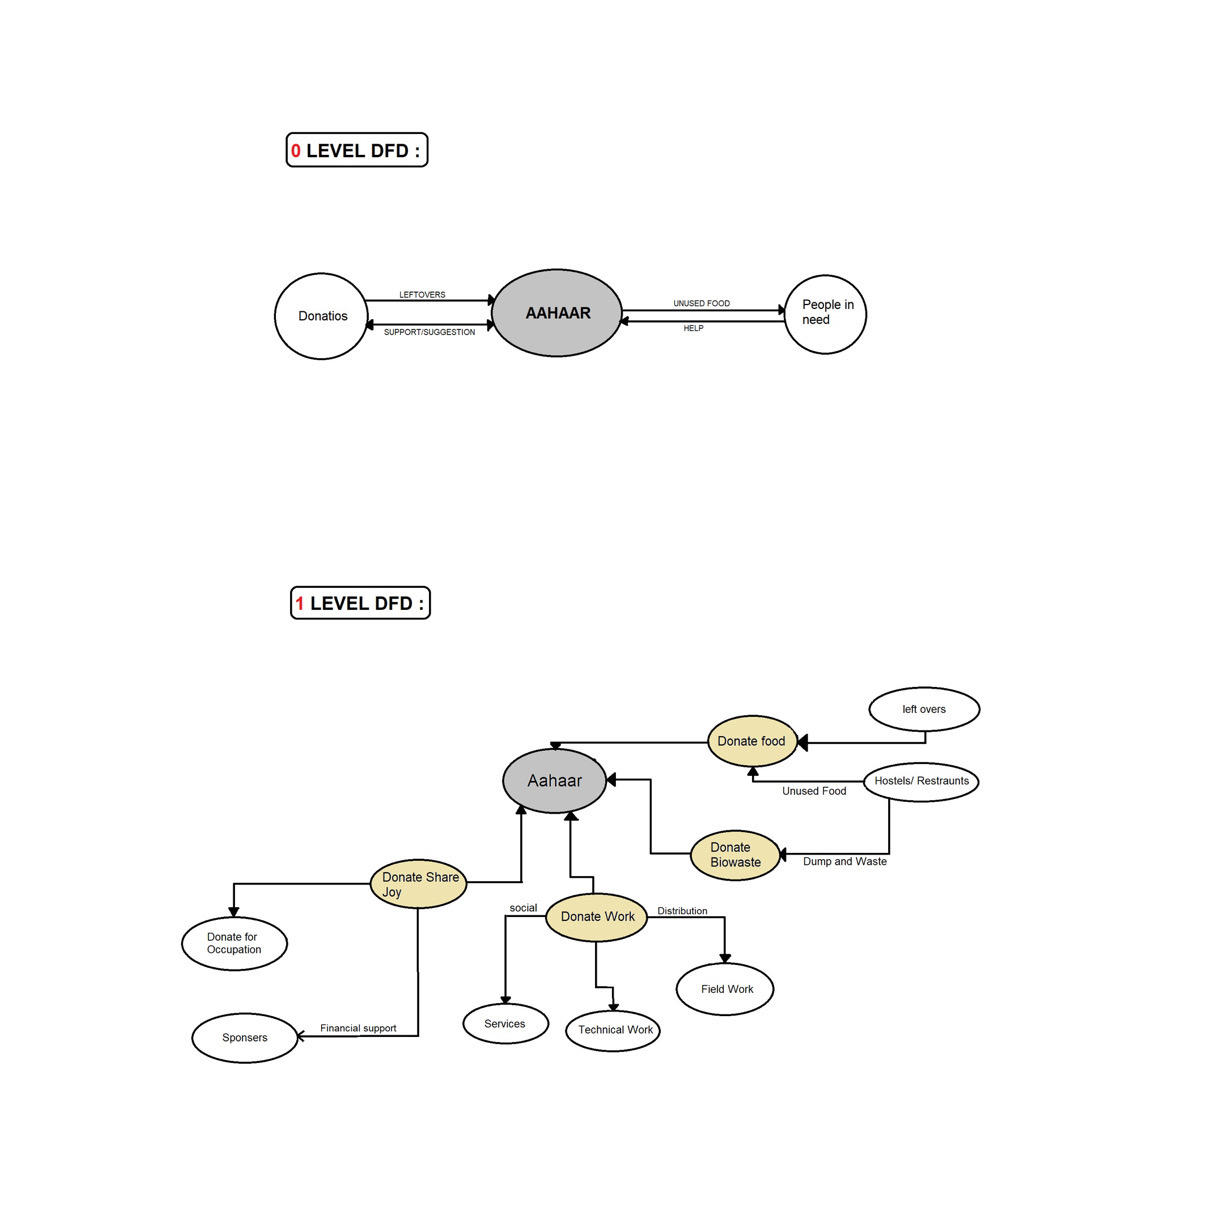 0 LEVEL DFD :
Donatios
LEFTOVERS
SUPPORT/SUGGESTION
AAHAAR
UNUSED FOOD
HELP
People in
need
1 LEVEL DFD :
left overs
Donate food
Hostels/ Restraunts
Unused Food
Aahaar
Donate
Biowaste
Dump and Waste
Donate Share
Joy
social
Donate Work
Distribution
Donate for
Occupation
Field Work
Services
Technical Work
Financial support
Sponsers